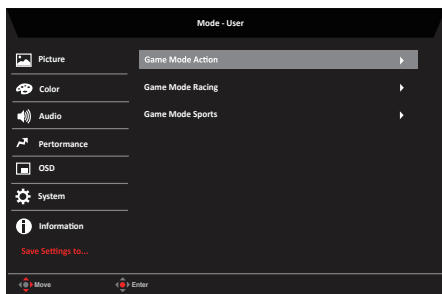 Mode - User
Picture
Game Mode Action
Color
Game Mode Racing
Audio
Game Mode Sports
Pertormance
OSD
System
Information
Save Settings to...
Move
Enter